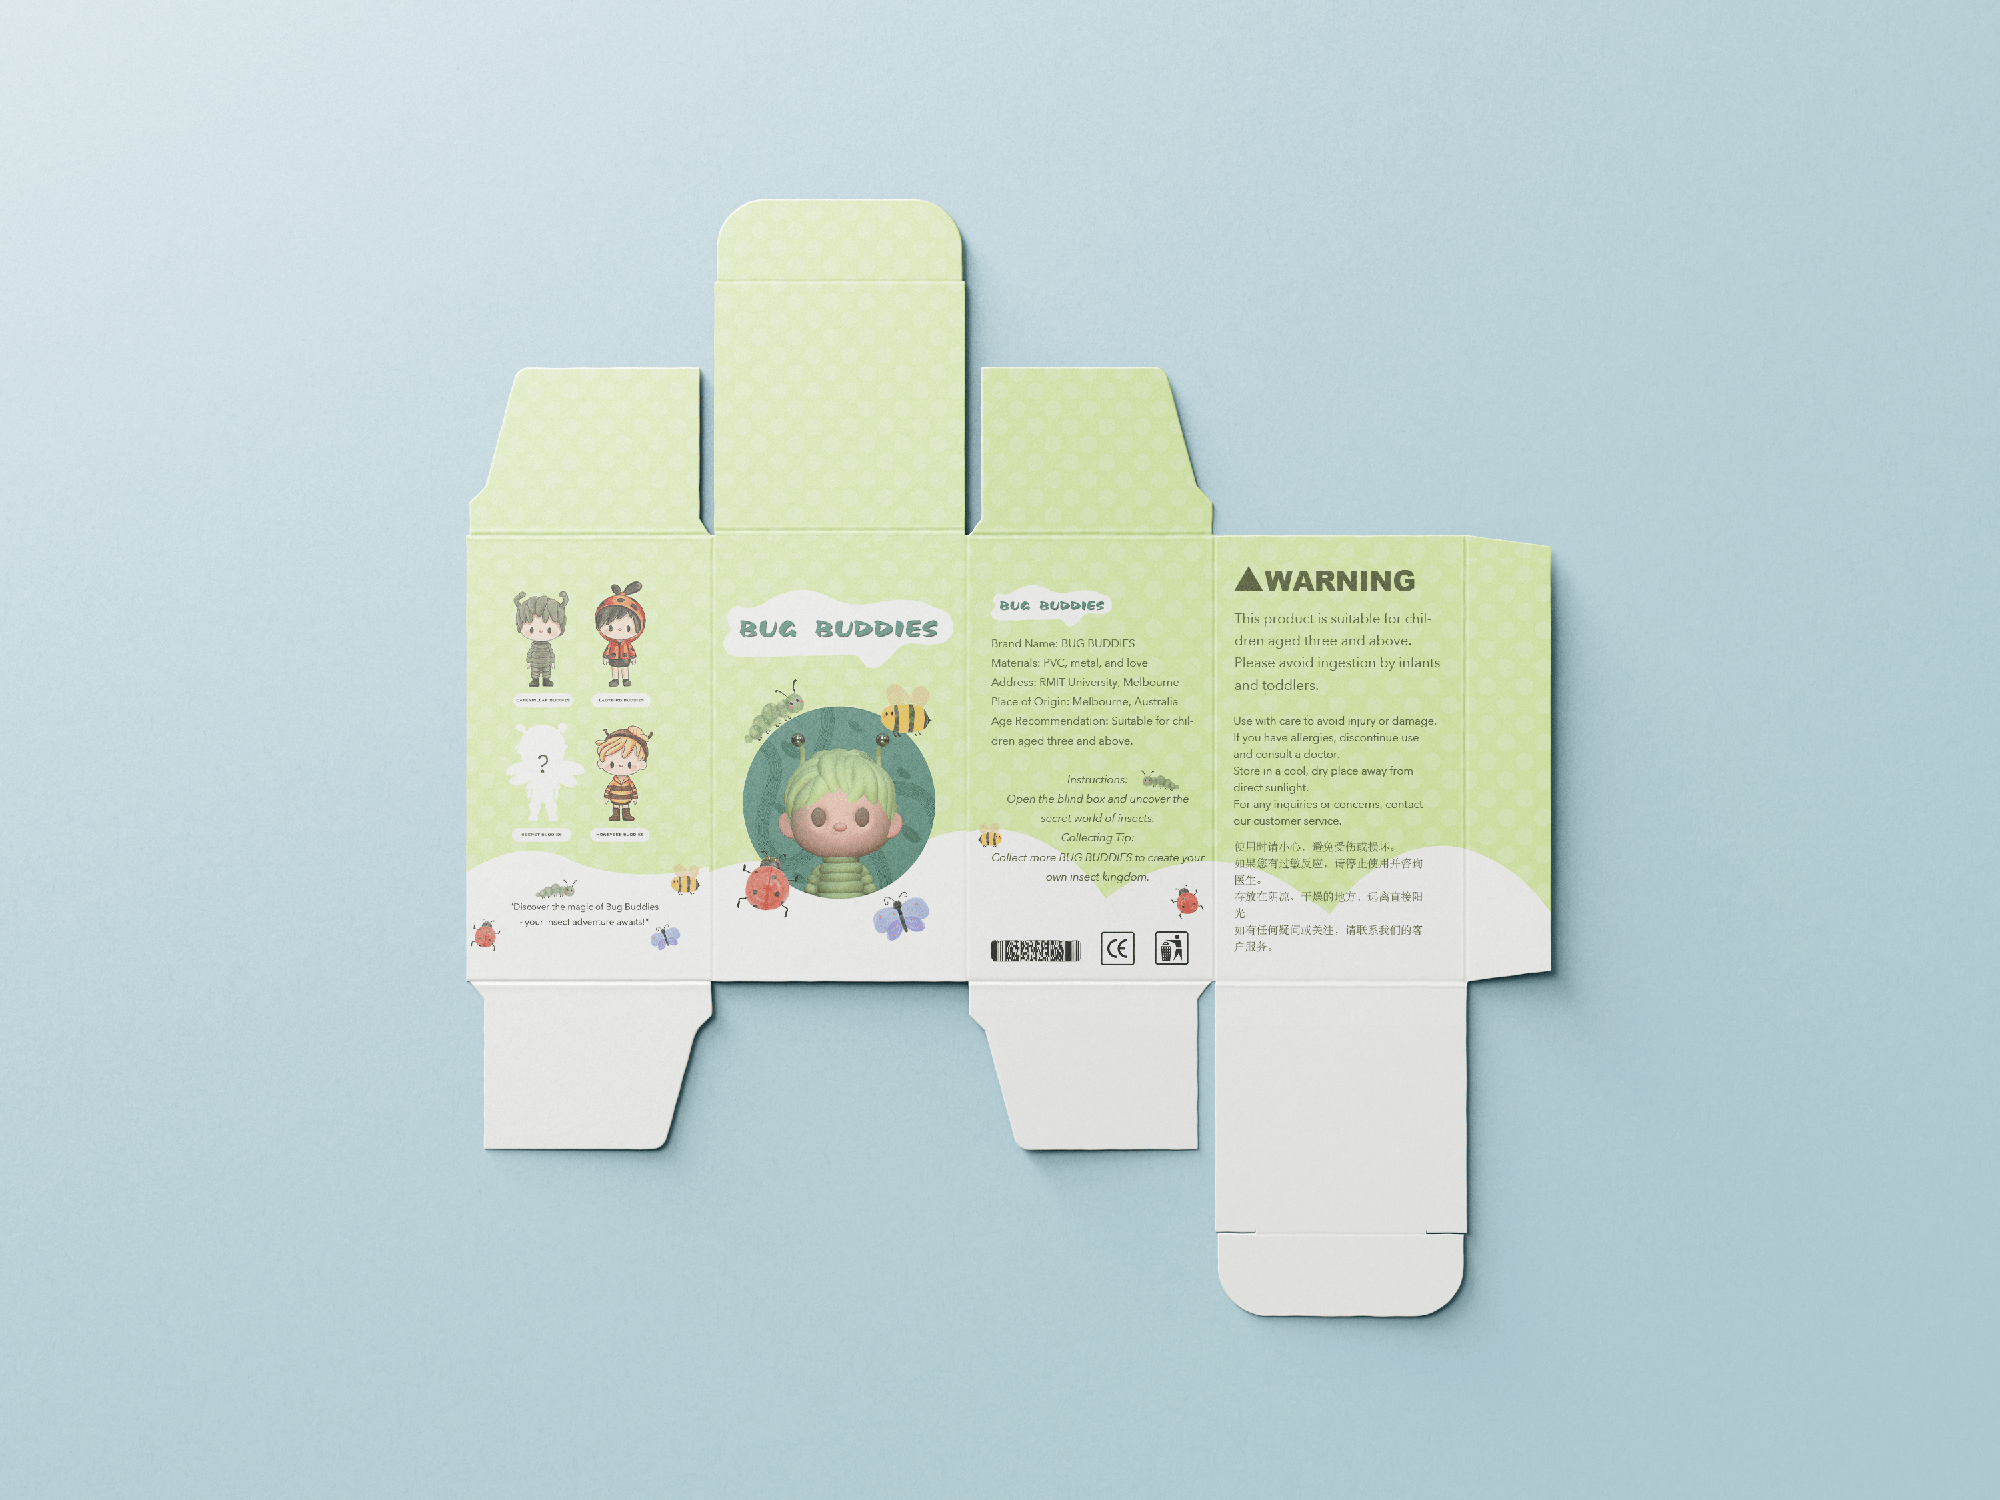 CATERPILLAR BUDDIES
LADYBIRD BUDDIES
?
SECRET BUDDIES
HONEYBEE BUDDIES
"Discover the magic of Bug Buddies
- your insect adventure awaits!"
BUG BUDDIES
BUG BUDDIES
Brand Name: BUG BUDDIES
Materials: PVC, metal, and love
Address: RMIT University, Melbourne
Place of Origin: Melbourne, Australia
Age Recommendation: Suitable for chil-
dren aged three and above.
Instructions:
Open the blind box and uncover the
secret world of insects.
Collecting Tip:
Collect more BUG BUDDIES to create your
own insect kingdom.
CE
WARNING
This product is suitable for chil-
dren aged three and above.
Please avoid ingestion by infants
and toddlers.
Use with care to avoid injury or damage.
If you have allergies, discontinue use
and consult a doctor.
Store in a cool, dry place away from
direct sunlight.
For any inquiries or concerns, contact
our customer service.
使用时请小心，避免受伤或损坏。
如果您有过敏反应，请停止使用并咨询
医生。
存放在阴凉、干燥的地方，远离直接阳
光
如有任何疑问或关注，请联系我们的客
户服务。